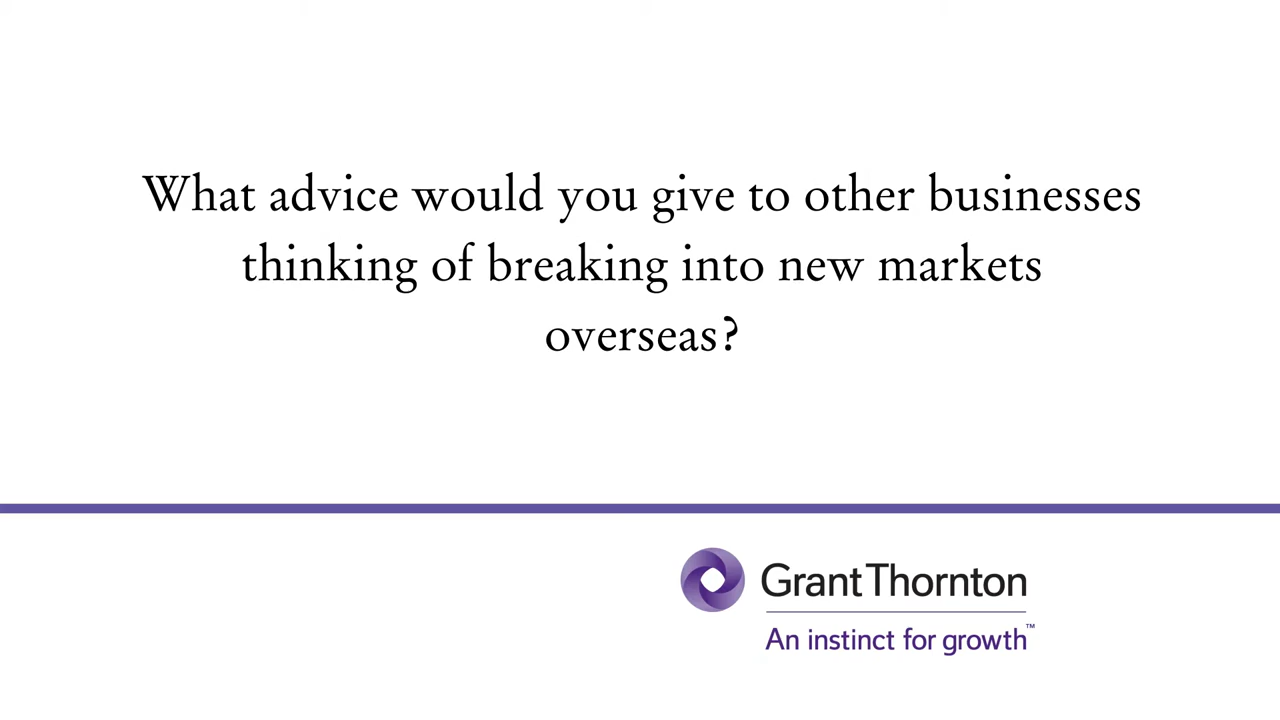 What advice would you give to other businesses
thinking of breaking into new markets
overseas?
Grant Thornton
An instinct for growth™